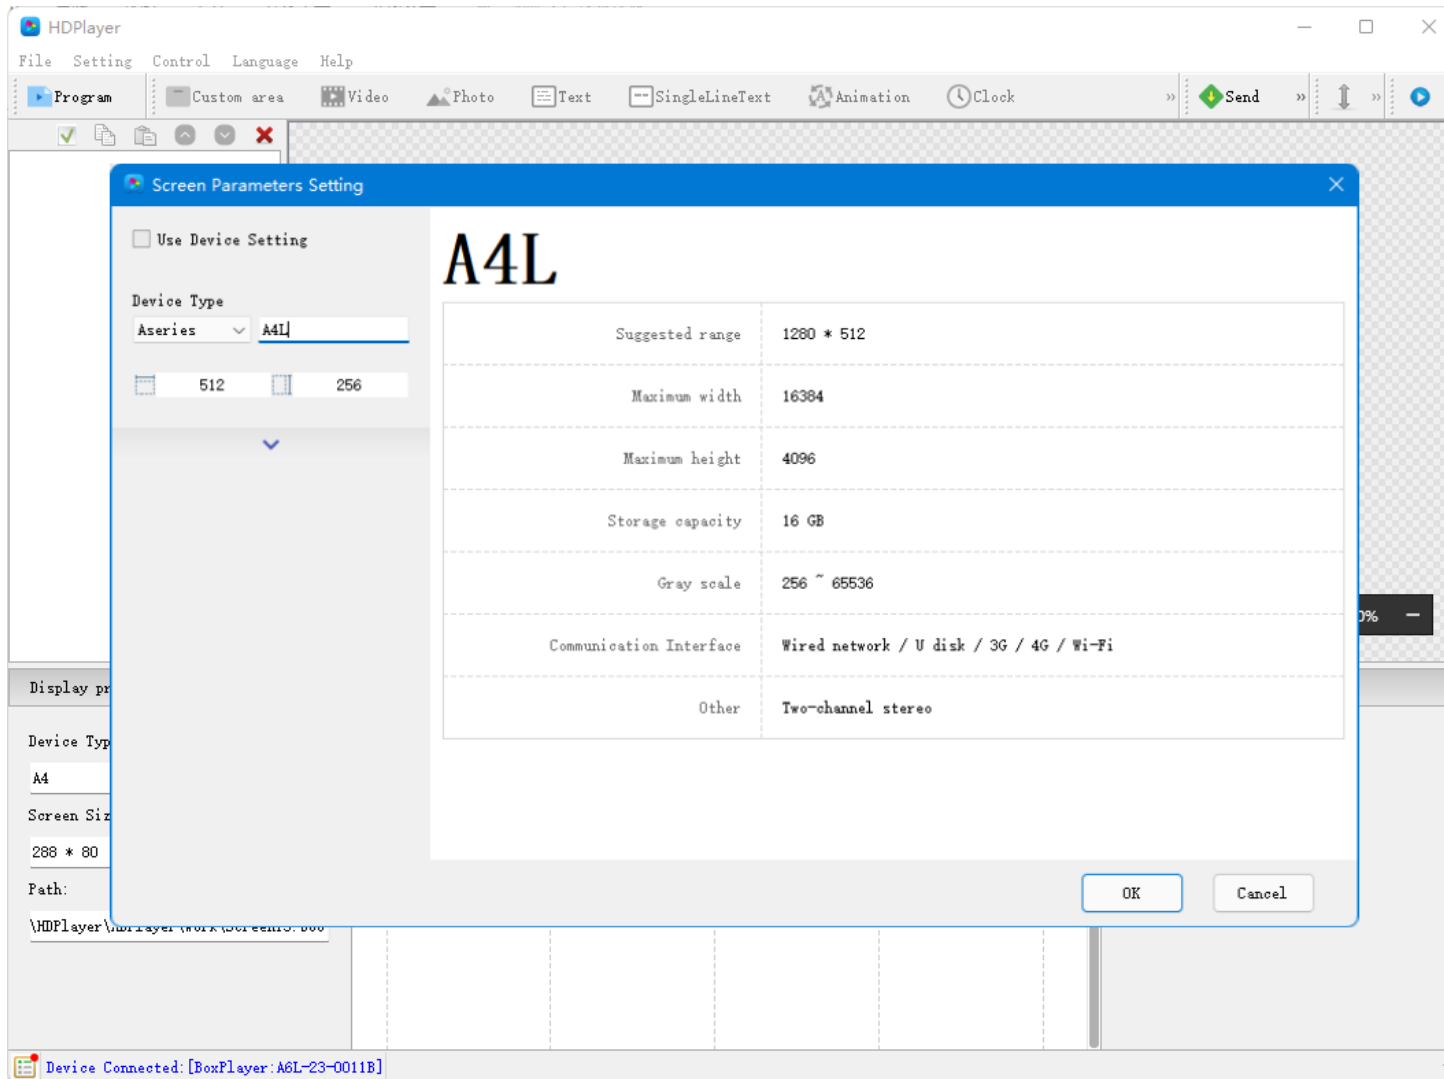 HDPlayer
File Setting Control Language Help
Program Custom area Video Photo Text SingleLineText Animation Clock » Send » »
Screen Parameters Setting
Use Device Setting
A4L
Device Type
Aseries A4L
512 256
Suggested range 1280 * 512
Maximum width 16384
Maximum height 4096
Storage capacity 16 GB
Gray scale 256 ~ 65536
Communication Interface Wired network / U disk / 3G / 4G / Wi-Fi
Other Two-channel stereo
0%
Display pr
Device Typ
A4
Screen Siz
288 * 80
Path:
OK Cancel
Device Connected:[BoxPlayer:A6L-23-0011B]